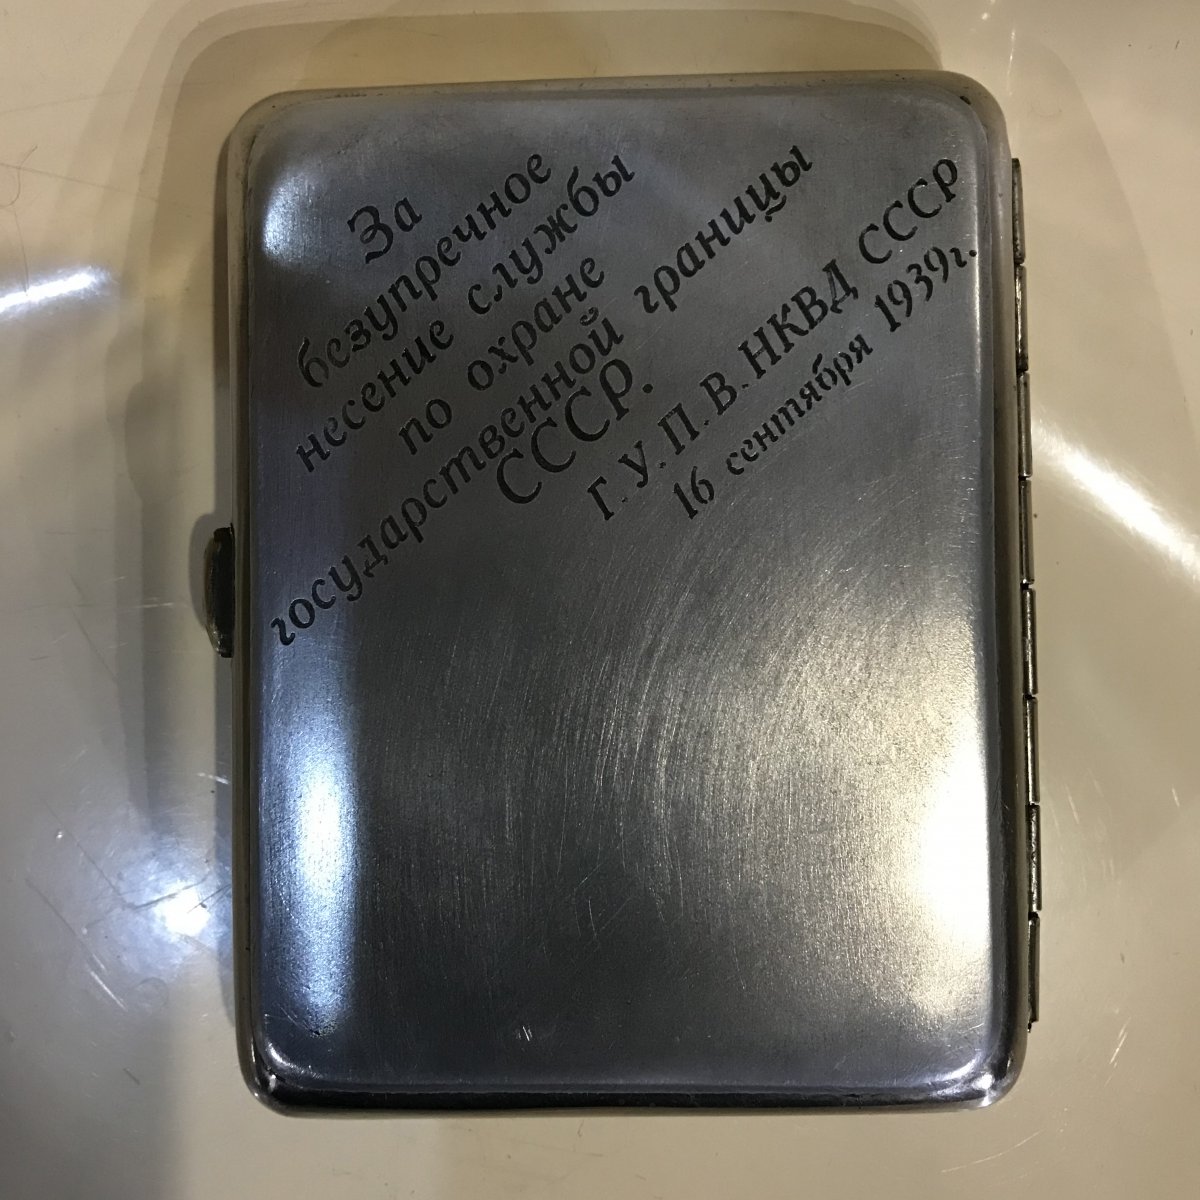 За
безупречное
несение службы
по охране
государственной границы
СССр.
Г.У.П.В.НКВД СССр
16 сентября 1939г.